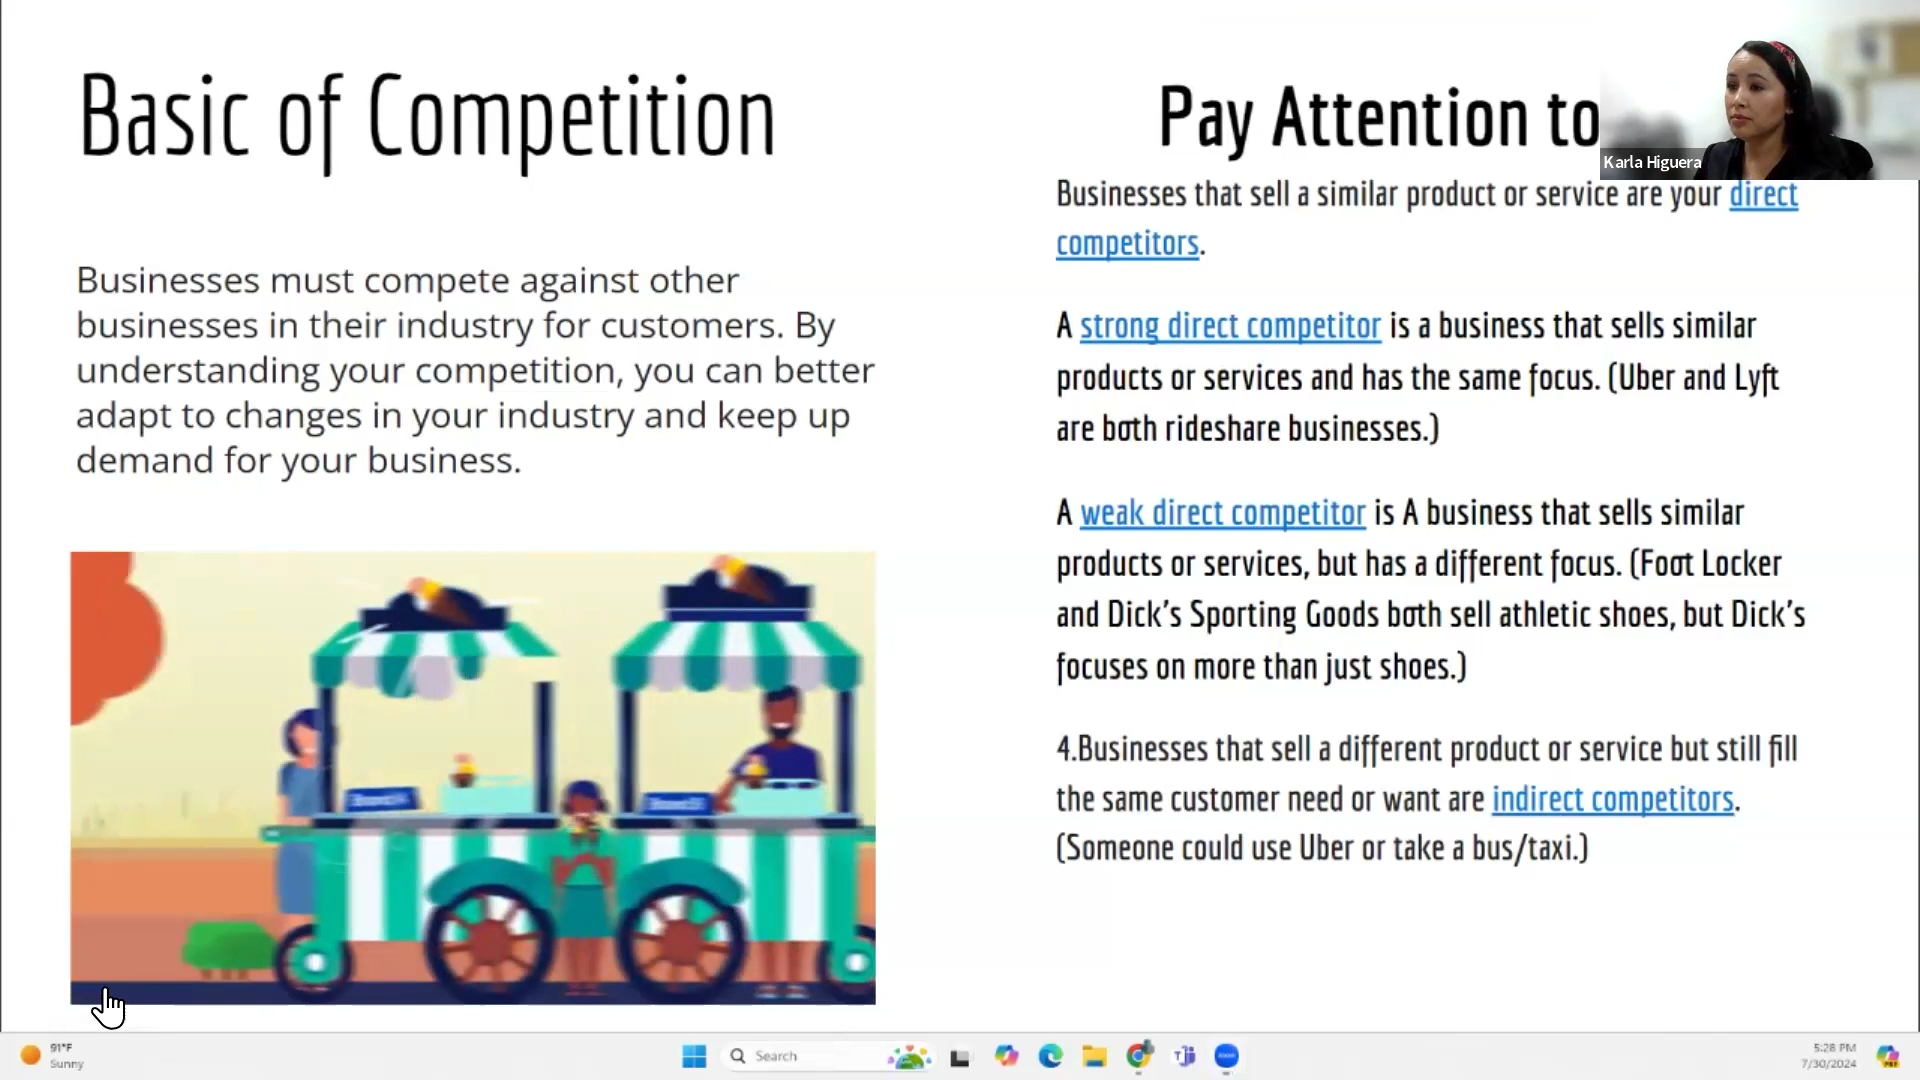 Basic of Competition
Businesses must compete against other
businesses in their industry for customers. By
understanding your competition, you can better
adapt to changes in your industry and keep up
demand for your business.
Pay Attention to
Karla Higuera
Businesses that sell a similar product or service are your direct
competitors.
A strong direct competitor is a business that sells similar
products or services and has the same focus. (Uber and Lyft
are both rideshare businesses.)
A weak direct competitor is A business that sells similar
products or services, but has a different focus. (Foot Locker
and Dick's Sporting Goods both sell athletic shoes, but Dick's
focuses on more than just shoes.)
4.Businesses that sell a different product or service but still fill
the same customer need or want are indirect competitors.
(Someone could use Uber or take a bus/taxi.)
91°F
Sunny
Search
5:28 PM
7/30/2024